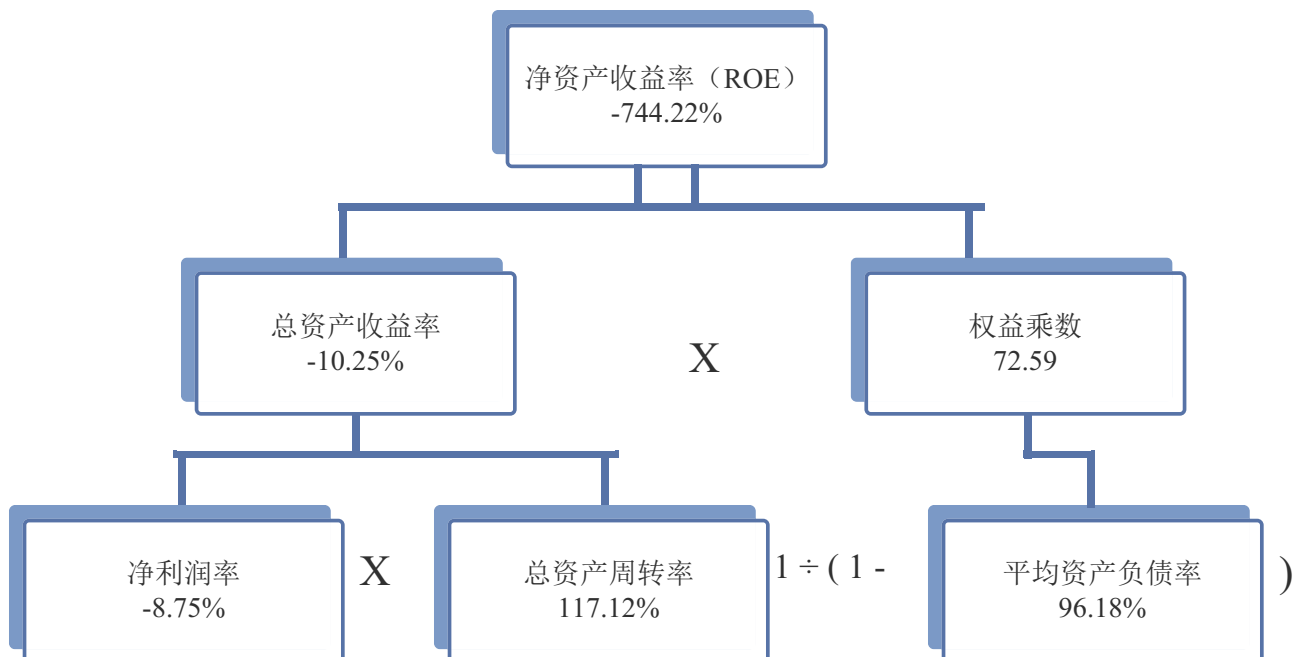 净资产收益率（ROE）
-744.22%
总资产收益率
-10.25%
X
权益乘数
72.59
净利润率
-8.75%
X
总资产周转率
117.12%
1 ÷ ( 1 -
平均资产负债率
96.18%
)